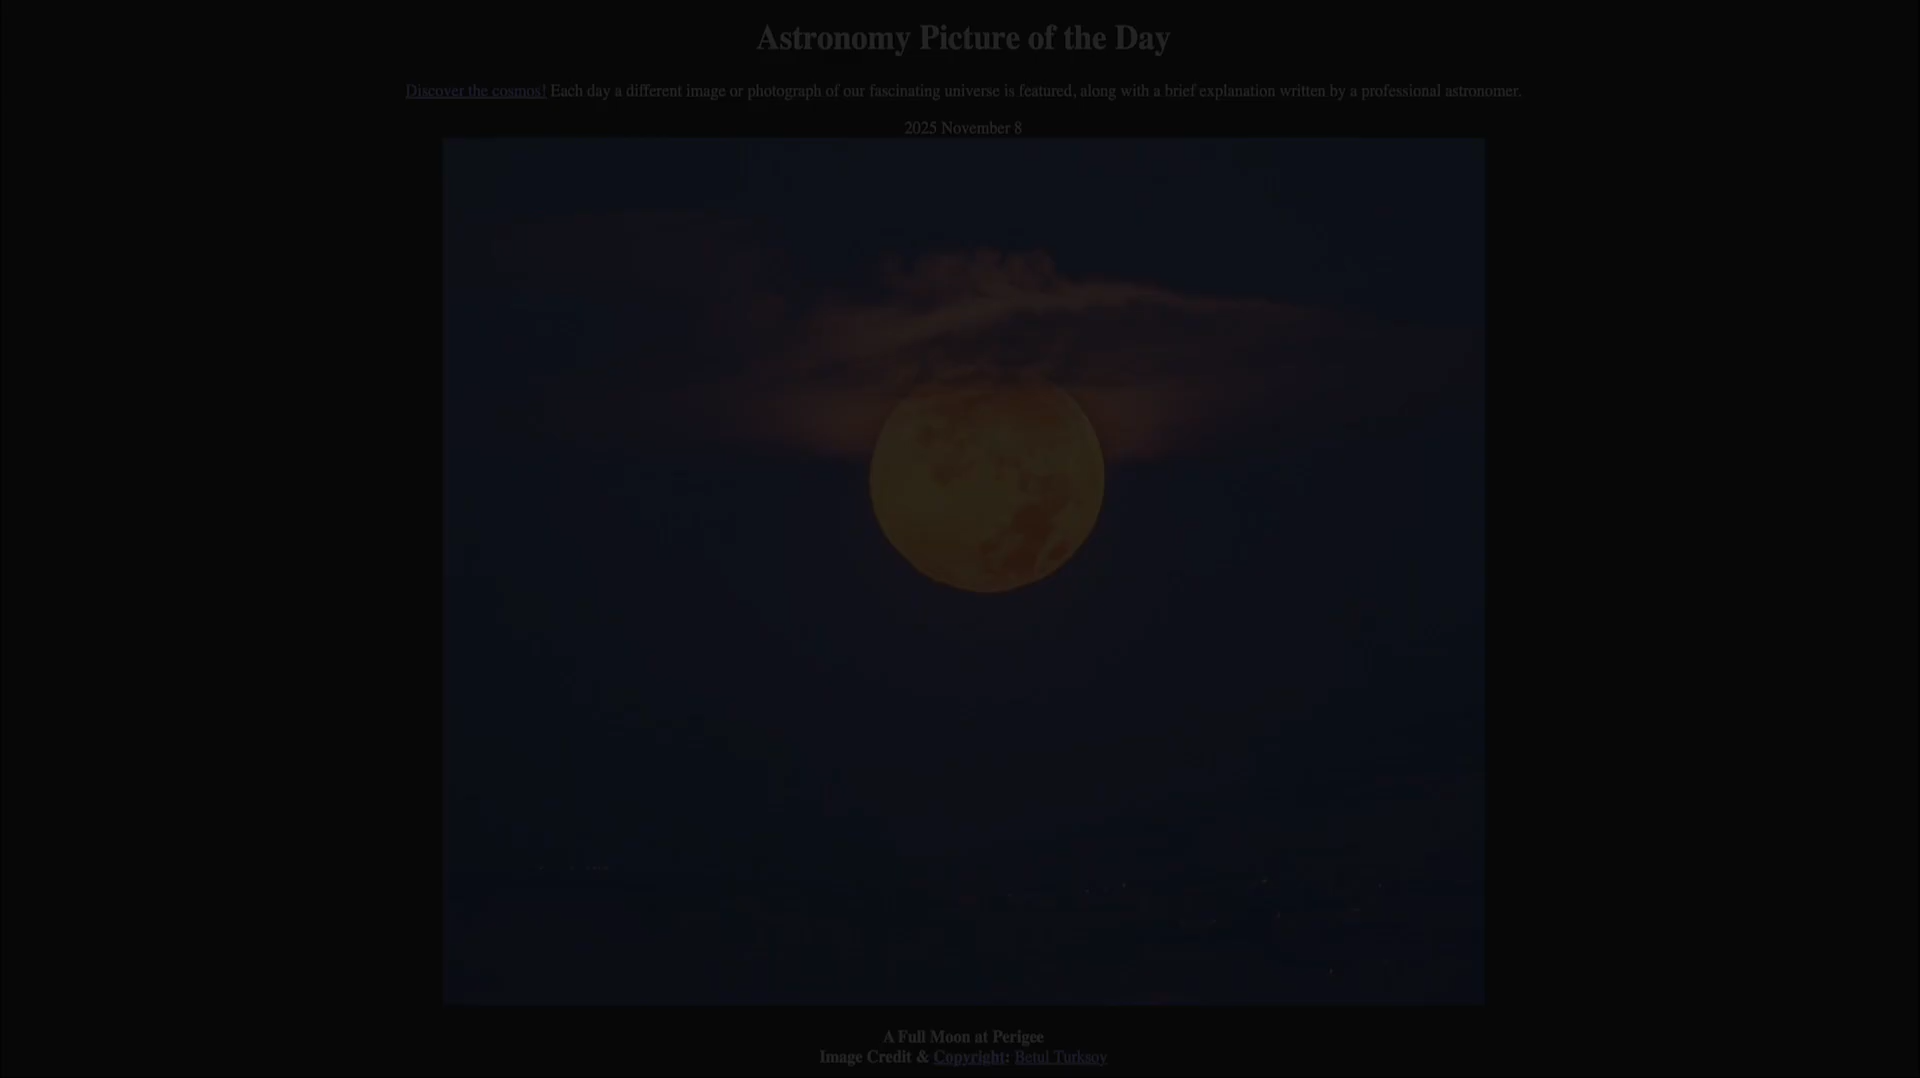 Astronomy Picture of the Day
Discover the cosmos! Each day a different image or photograph of our fascinating universe is featured, along with a brief explanation written by a professional astronomer.
2025 November 8
A Full Moon at Perigee
Image Credit & Copyright: Betul Turksoy